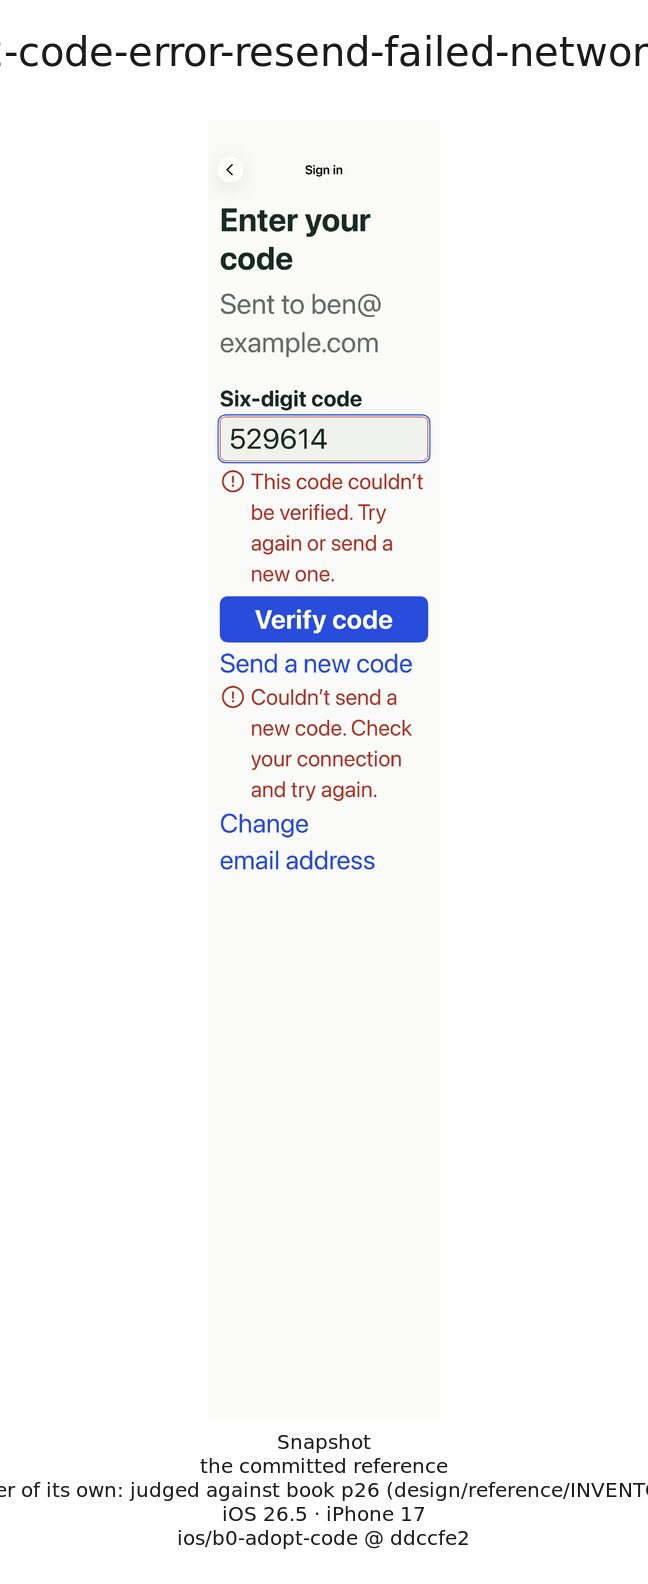 -code-error-resend-failed-networ
Sign in
Enter your
code
Sent to ben@
example.com
Six-digit code
529614
This code couldn’t
be verified. Try
again or send a
new one.
Verify code
Send a new code
Couldn’t send a
new code. Check
your connection
and try again.
Change
email address
Snapshot
the committed reference
er of its own: judged against book p26 (design/reference/INVENTO
iOS 26.5 · iPhone 17
ios/b0-adopt-code @ ddccfe2